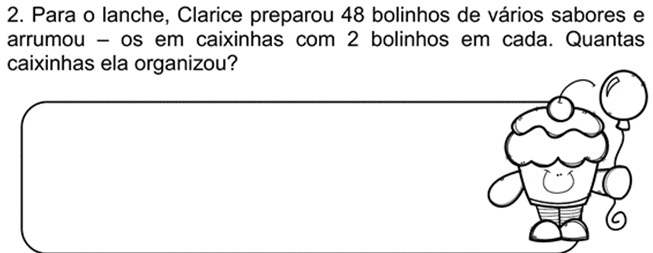 2. Para o lanche, Clarice preparou 48 bolinhos de vários sabores e
arrumou – os em caixinhas com 2 bolinhos em cada. Quantas
caixinhas ela organizou?